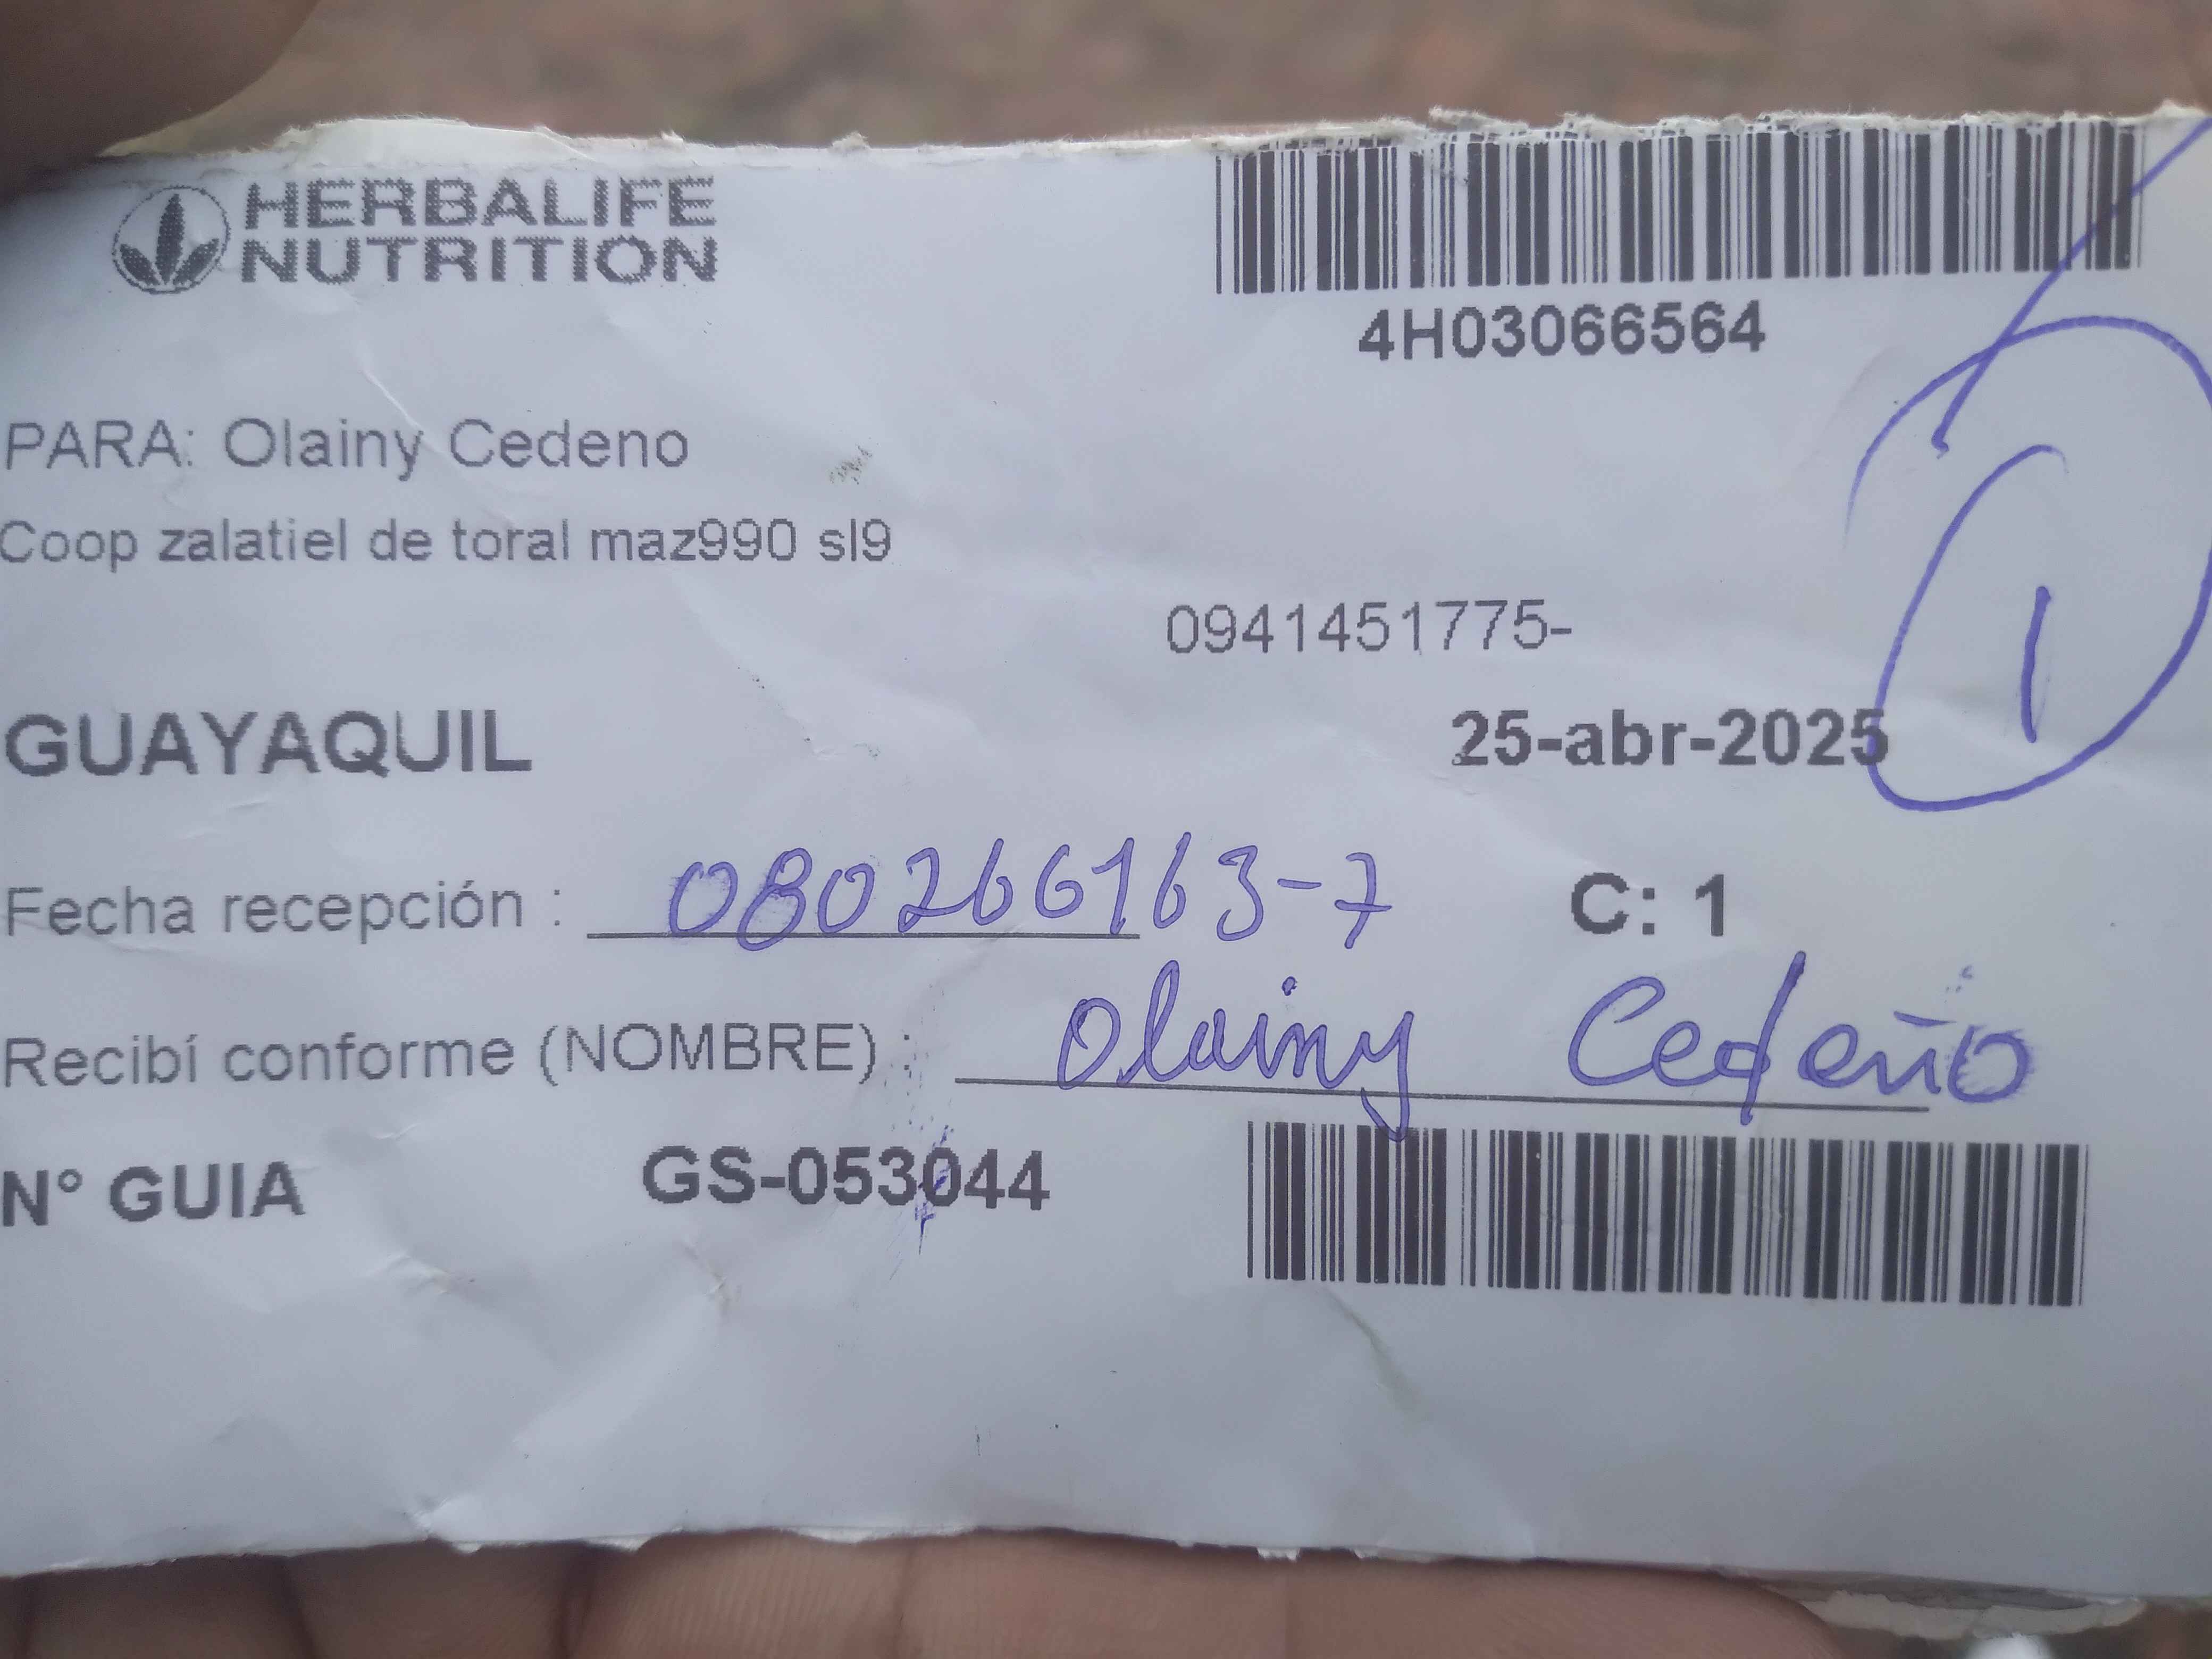 HERBALIFE
NUTRITION
4H03066564
PARA: Olainy Cedeno
Coop zalatiel de toral maz990 sl9
0941451775-
GUAYAQUIL
25-abr-2025
1
Fecha recepción : 080266163-7 C: 1
Recibí conforme (NOMBRE) : Olainy Cedeño
N° GUIA GS-053044